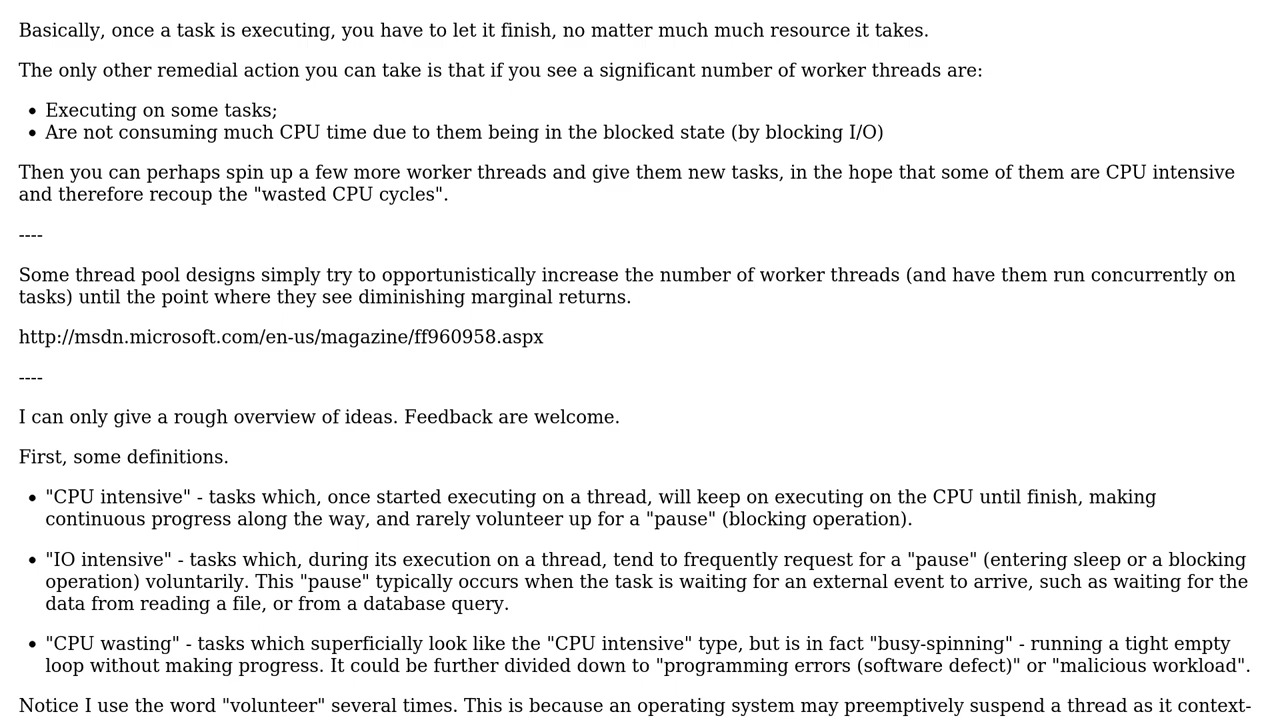 Basically, once a task is executing, you have to let it finish, no matter much much resource it takes.
The only other remedial action you can take is that if you see a significant number of worker threads are:
• Executing on some tasks;
• Are not consuming much CPU time due to them being in the blocked state (by blocking I/O)
Then you can perhaps spin up a few more worker threads and give them new tasks, in the hope that some of them are CPU intensive
and therefore recoup the "wasted CPU cycles".
----
Some thread pool designs simply try to opportunistically increase the number of worker threads (and have them run concurrently on
tasks) until the point where they see diminishing marginal returns.
http://msdn.microsoft.com/en-us/magazine/ff960958.aspx
----
I can only give a rough overview of ideas. Feedback are welcome.
First, some definitions.
• "CPU intensive" - tasks which, once started executing on a thread, will keep on executing on the CPU until finish, making
continuous progress along the way, and rarely volunteer up for a "pause" (blocking operation).
• "IO intensive" - tasks which, during its execution on a thread, tend to frequently request for a "pause" (entering sleep or a blocking
operation) voluntarily. This "pause" typically occurs when the task is waiting for an external event to arrive, such as waiting for the
data from reading a file, or from a database query.
• "CPU wasting" - tasks which superficially look like the "CPU intensive" type, but is in fact "busy-spinning" - running a tight empty
loop without making progress. It could be further divided down to "programming errors (software defect)" or "malicious workload".
Notice I use the word "volunteer" several times. This is because an operating system may preemptively suspend a thread as it context-